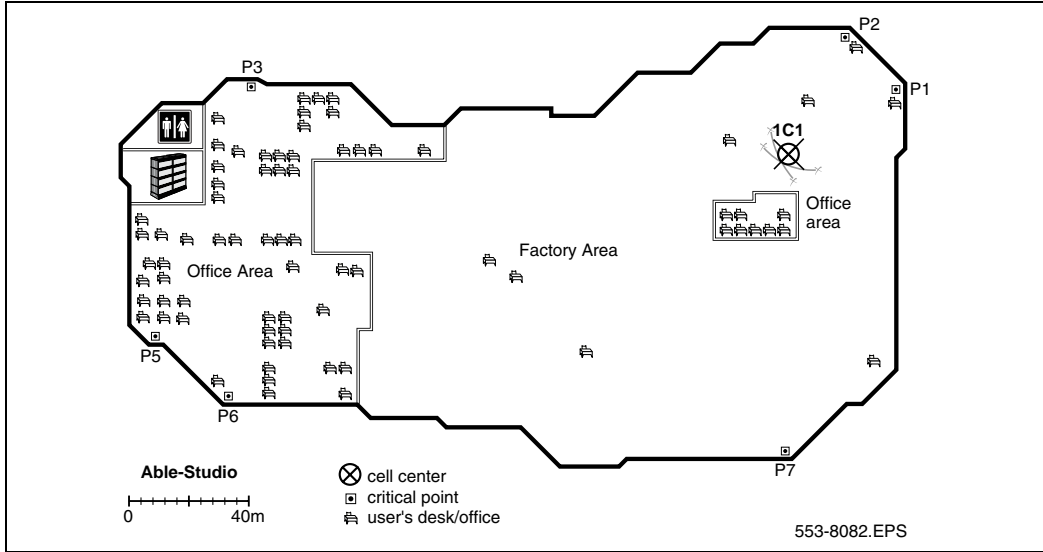 P2
P3
P1
1C1
Office
area
Factory Area
Office Area
P5
P6
P7
Able-Studio
0 40m
cell center
critical point
user's desk/office
553-8082.EPS